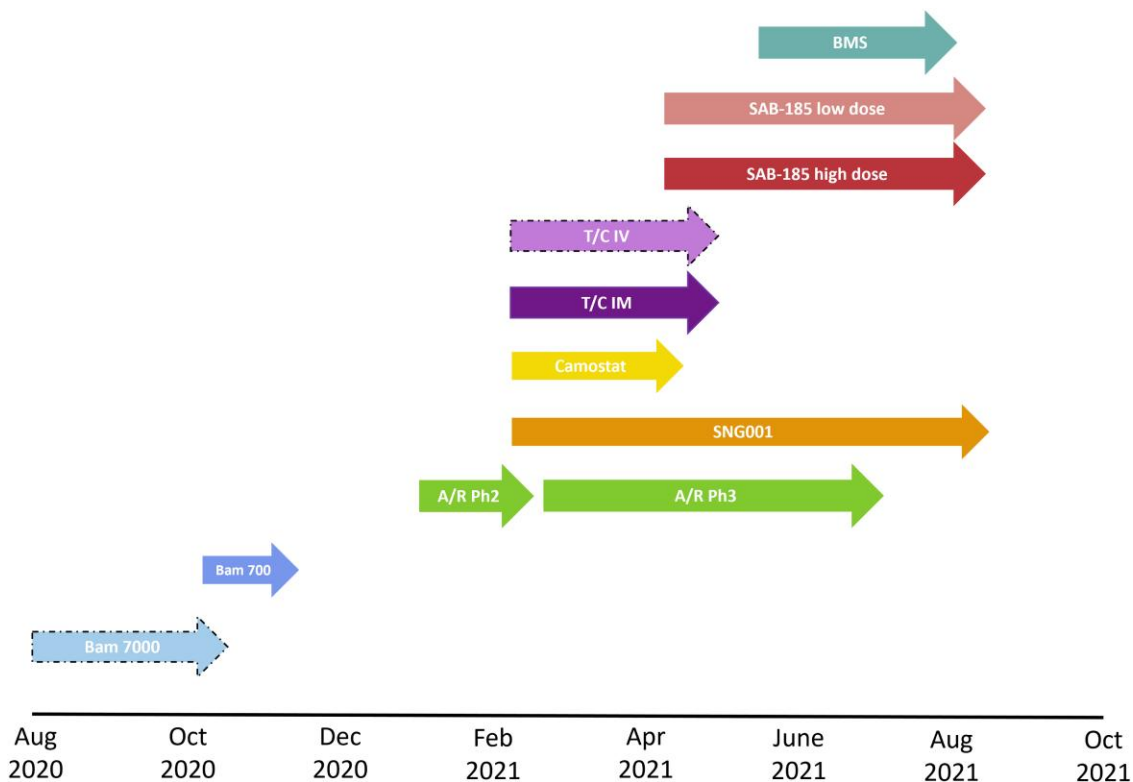 BMS
SAB-185 low dose
SAB-185 high dose
T/C IV
T/C IM
Camostat
SNG001
A/R Ph2
A/R Ph3
Bam 700
Bam 7000
Aug
2020
Oct
2020
Dec
2020
Feb
2021
Apr
2021
June
2021
Aug
2021
Oct
2021